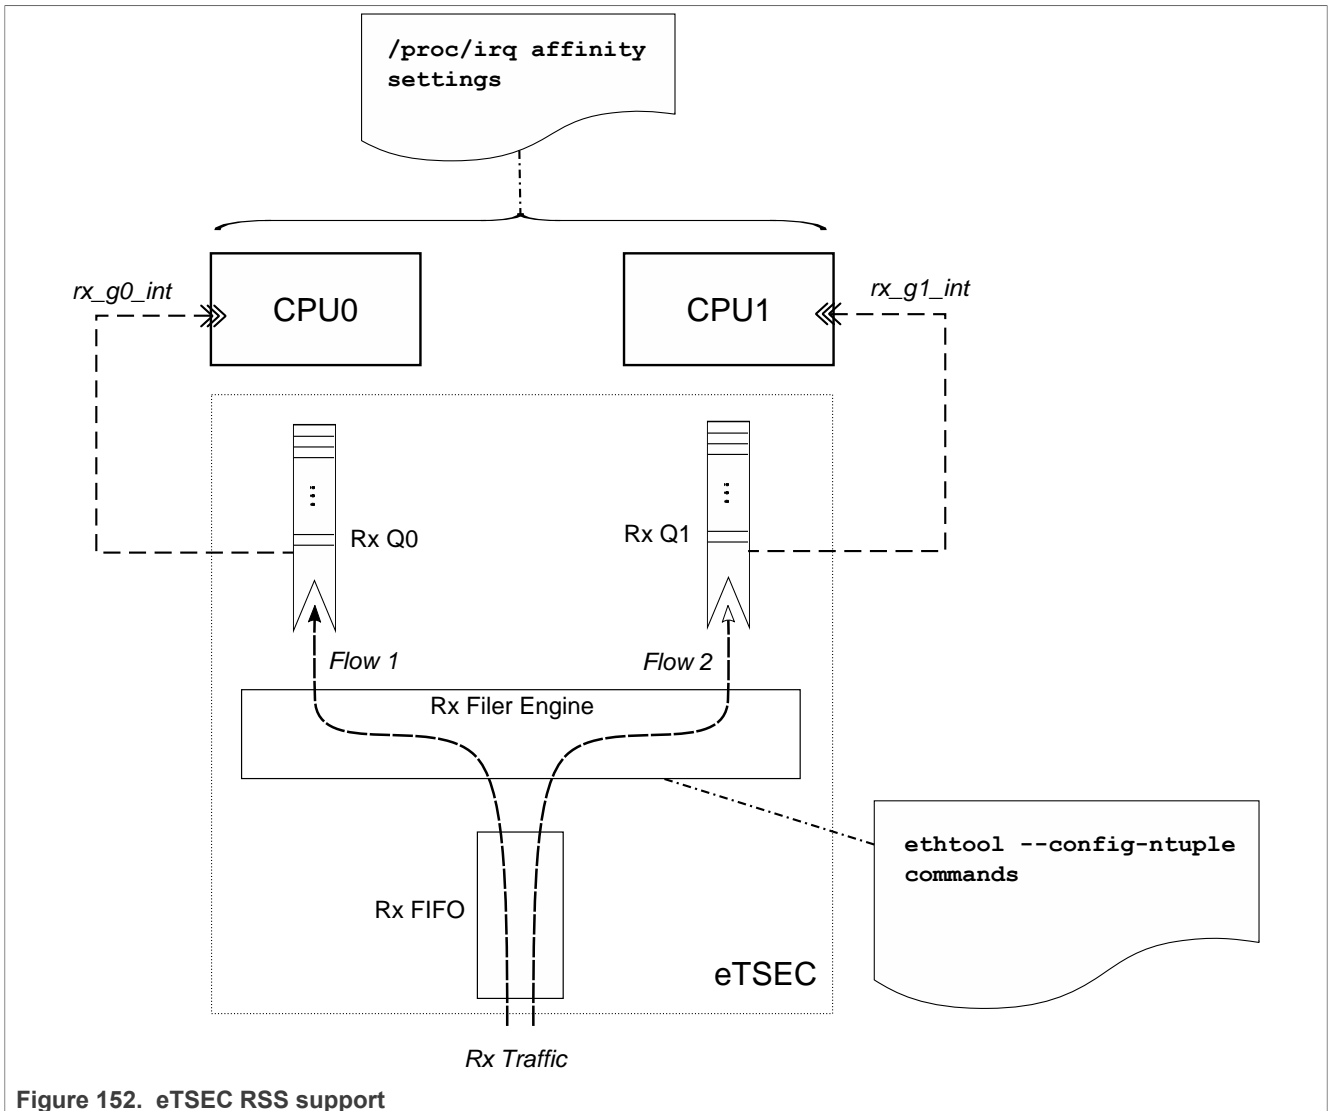 /proc/irq affinity
settings
rx_g0_int
CPU0
CPU1
rx_g1_int
Rx Q0
Rx Q1
Flow 1
Flow 2
Rx Filer Engine
ethtool --config-ntuple
commands
Rx FIFO
eTSEC
Rx Traffic
Figure 152. eTSEC RSS support